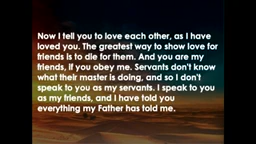 Now I tell you to love each other, as I have
loved you. The greatest way to show love for
friends is to die for them. And you are my
friends, if you obey me. Servants don't know
what their master is doing, and so I don't
speak to you as my servants. I speak to you
as my friends, and I have told you
everything my Father has told me.